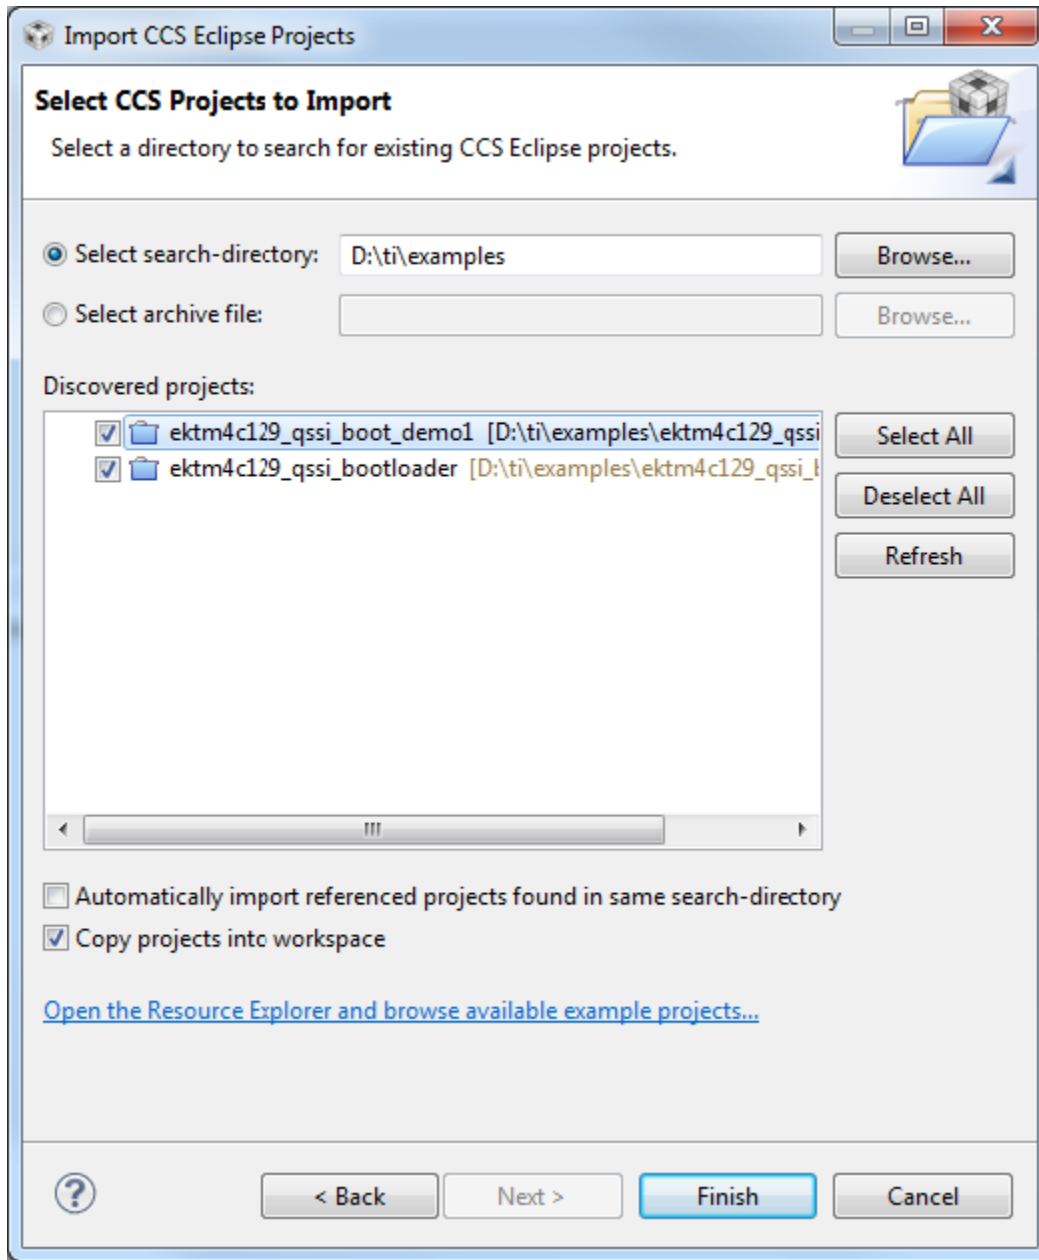 Import CCS Eclipse Projects
Select CCS Projects to Import
Select a directory to search for existing CCS Eclipse projects.
Select search-directory: D:\ti\examples Browse...
Select archive file: Browse...
Discovered projects:
ektm4c129_qssi_boot_demo1 [D:\ti\examples\ektm4c129_qssi Select All
ektm4c129_qssi_bootloader [D:\ti\examples\ektm4c129_qssi_b
Deselect All
Refresh
Automatically import referenced projects found in same search-directory
Copy projects into workspace
Open the Resource Explorer and browse available example projects...
? < Back Next > Finish Cancel